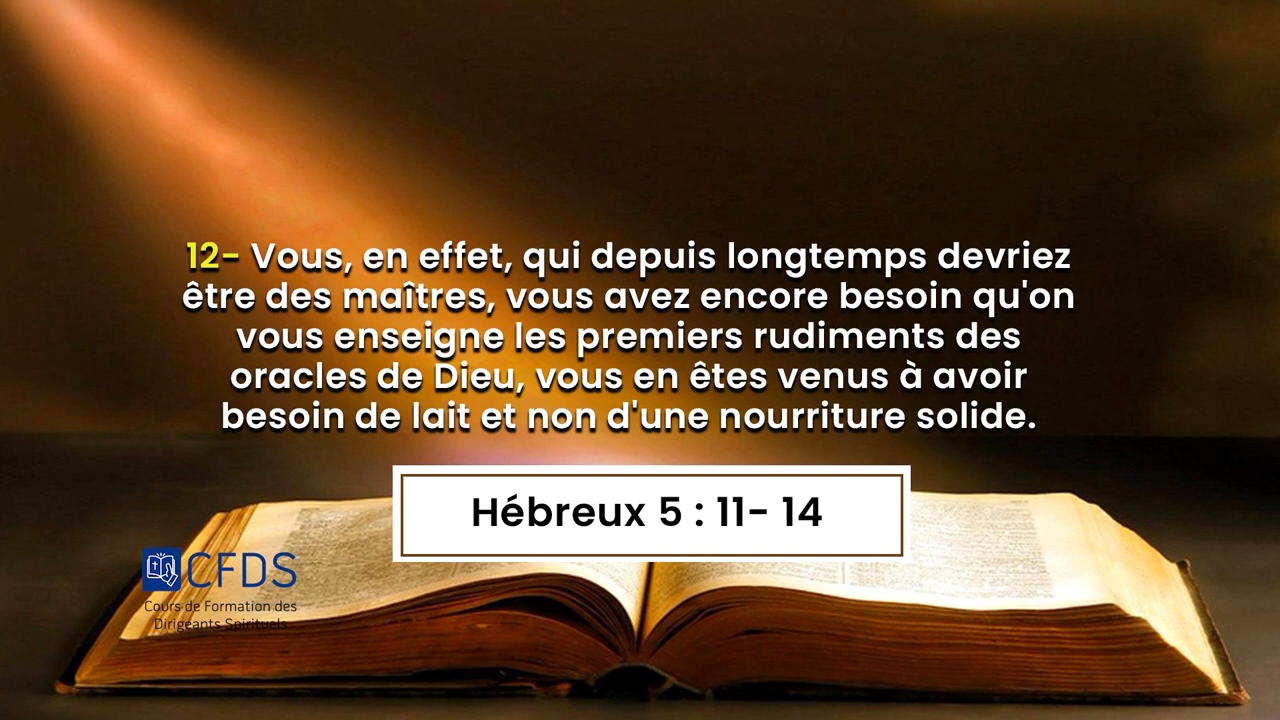 12- Vous, en effet, qui depuis longtemps devriez
être des maîtres, vous avez encore besoin qu'on
vous enseigne les premiers rudiments des
oracles de Dieu, vous en êtes venus à avoir
besoin de lait et non d'une nourriture solide.
Hébreux 5 : 11- 14
CFDS
Cours de Formation des
Dirigeants Spirituels